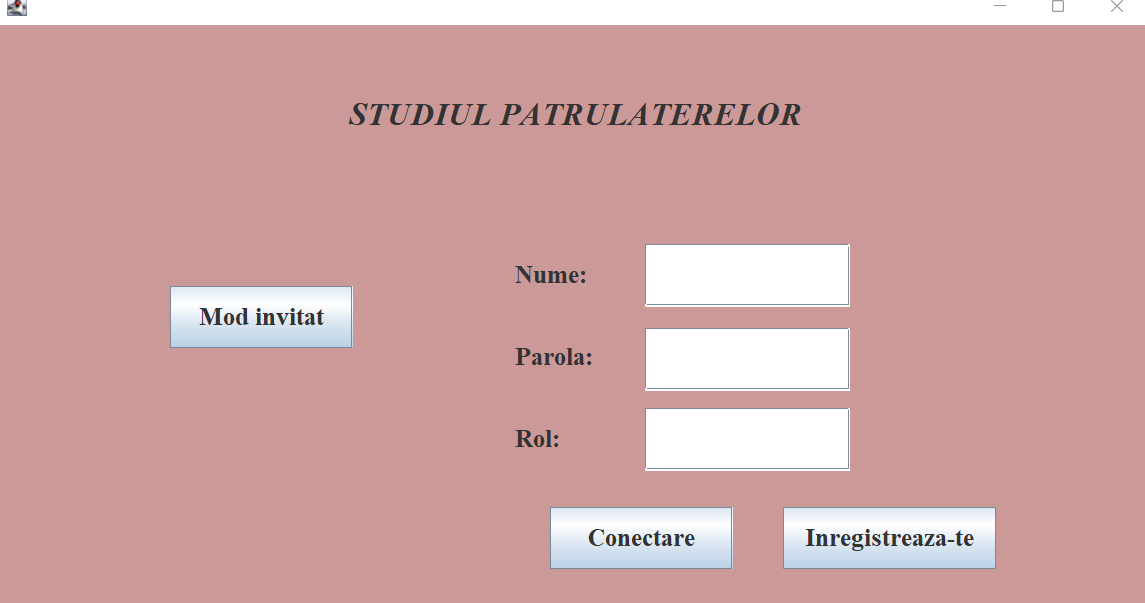 STUDIUL PATRULATERELOR
Mod invitat
Nume:
Parola:
Rol:
Conectare
Inregistreaza-te